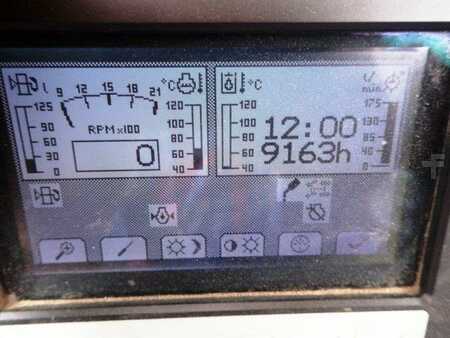 l 9 12 15 18 21 °C
125 120
90 100
60 RPM x100 80
30 0 60
0 40
°C l/min
120 175
100 12:00 130
80 85
60 9163h 40
40